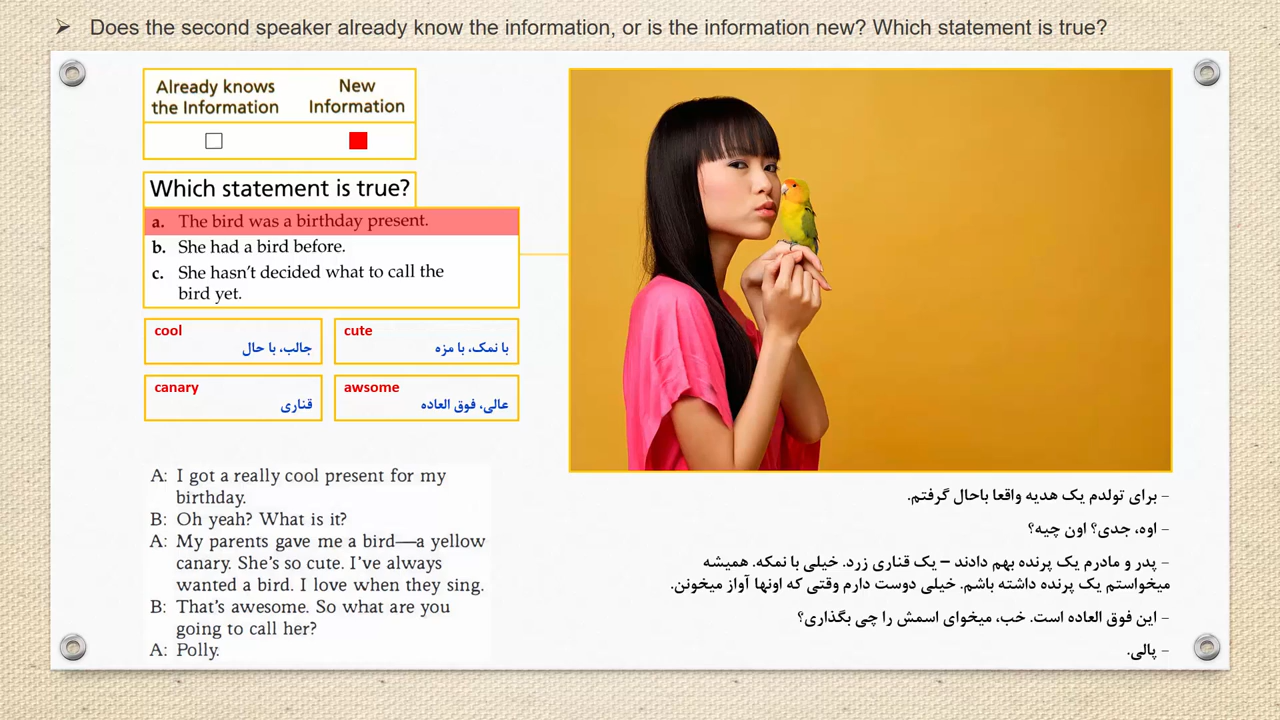 ➢ Does the second speaker already know the information, or is the information new? Which statement is true?
Already knows
the Information
New
Information
Which statement is true?
a. The bird was a birthday present.
b. She had a bird before.
c. She hasn't decided what to call the
bird yet.
cool
جالب، با حال
cute
با نمک، با مزه
canary
قناری
awsome
عالی، فوق العاده
A: I got a really cool present for my
birthday.
B: Oh yeah? What is it?
A: My parents gave me a bird—a yellow
canary. She's so cute. I've always
wanted a bird. I love when they sing.
B: That's awesome. So what are you
going to call her?
A: Polly.
– برای تولدم یک هدیه واقعا باحال گرفتم.
– اوه، جدی؟ اون چیه؟
– پدر و مادرم یک پرنده بهم دادند – یک قناری زرد. خیلی با نمکه. همیشه
میخواستم یک پرنده داشته باشم. خیلی دوست دارم وقتی که اونها آواز میخونن.
– این فوق العاده است. خب، میخوای اسمش را چی بگذاری؟
– پالی.